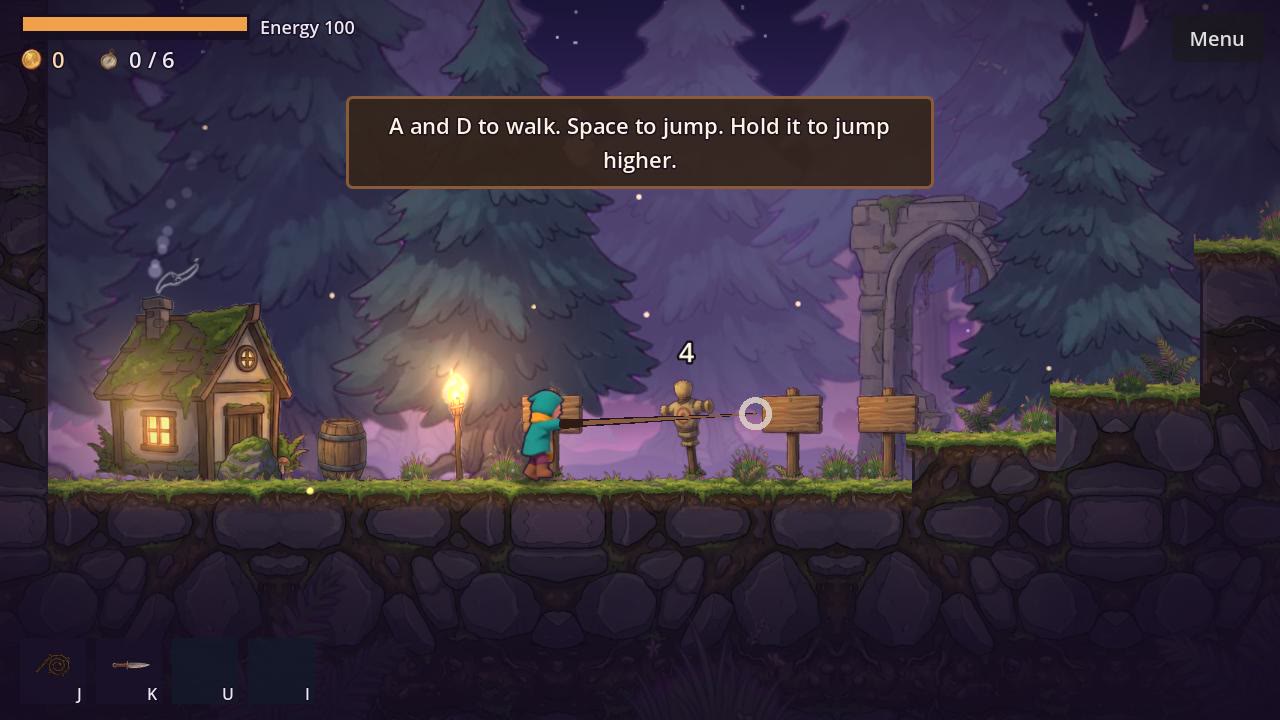 Energy 100
0 0 / 6
Menu
A and D to walk. Space to jump. Hold it to jump
higher.
4
J K U I